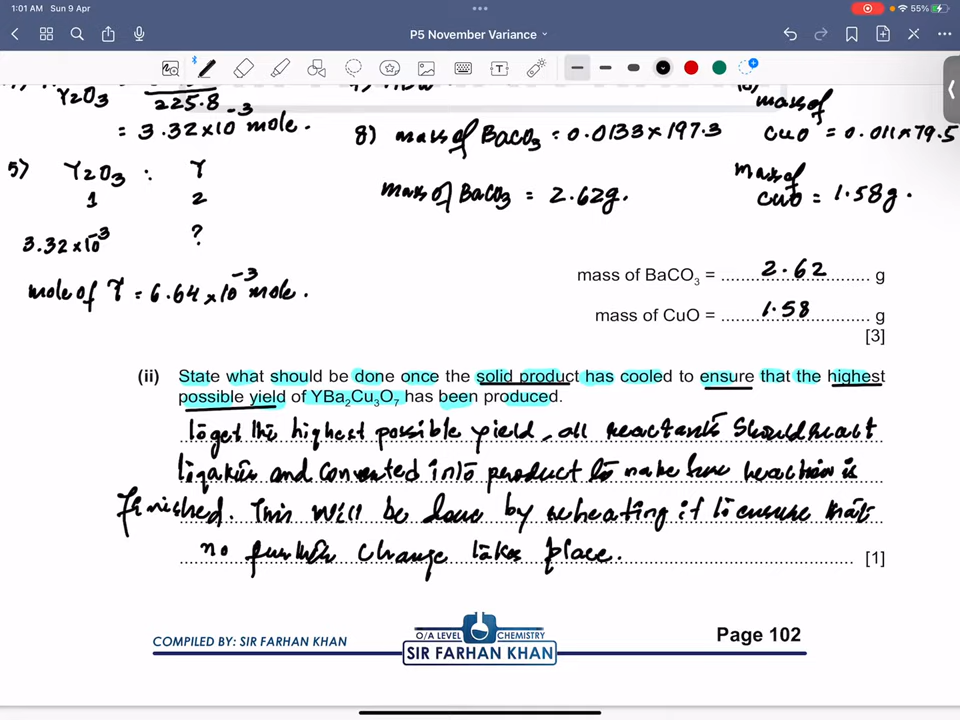 1:01 AM Sun 9 Apr
55%
P5 November Variance
Y₂O₃
225.8
= 3.32×10⁻³ mole.
5) Y₂O₃ : Y
1 2
3.32×10⁻³ ?
mole of Y = 6.64×10⁻³ mole.
8) mass of BaCO₃ = 0.0133×197.3
mass of BaCO₃ = 2.62g.
mass of
CuO = 0.011×79.5
mass of
CuO = 1.58g.
mass of BaCO₃ = 2.62 g
mass of CuO = 1.58 g
[3]
(ii) State what should be done once the solid product has cooled to ensure that the highest
possible yield of YBa₂Cu₃O₇ has been produced.
To get the highest possible yield, all reactants should react
together and converted into product to make sure reaction is
finished. This will be done by reheating it to ensure that
no further change takes place. [1]
COMPILED BY: SIR FARHAN KHAN
O/A LEVEL CHEMISTRY
SIR FARHAN KHAN
Page 102